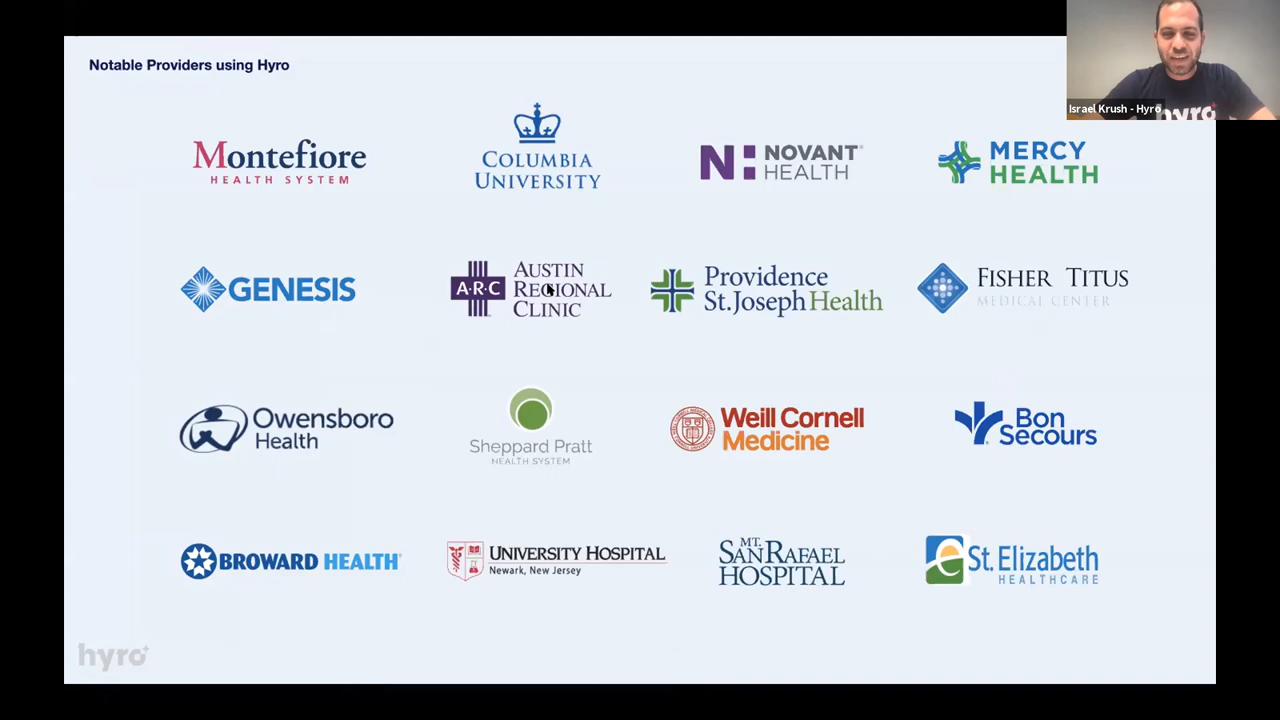 Notable Providers using Hyro
Israel Krush - Hyro
hyro
Montefiore
HEALTH SYSTEM
COLUMBIA
UNIVERSITY
NOVANT®
HEALTH
MERCY
HEALTH
GENESIS
A·R·C
AUSTIN
REGIONAL
CLINIC
Providence
St.Joseph Health
FISHER TITUS
MEDICAL CENTER
Owensboro
Health
Sheppard Pratt
HEALTH SYSTEM
Weill Cornell
Medicine
Bon
Secours
BROWARD HEALTH®
UNIVERSITY HOSPITAL
Newark, New Jersey
MT.
SAN RAFAEL
HOSPITAL
St. Elizabeth
HEALTHCARE
hyro